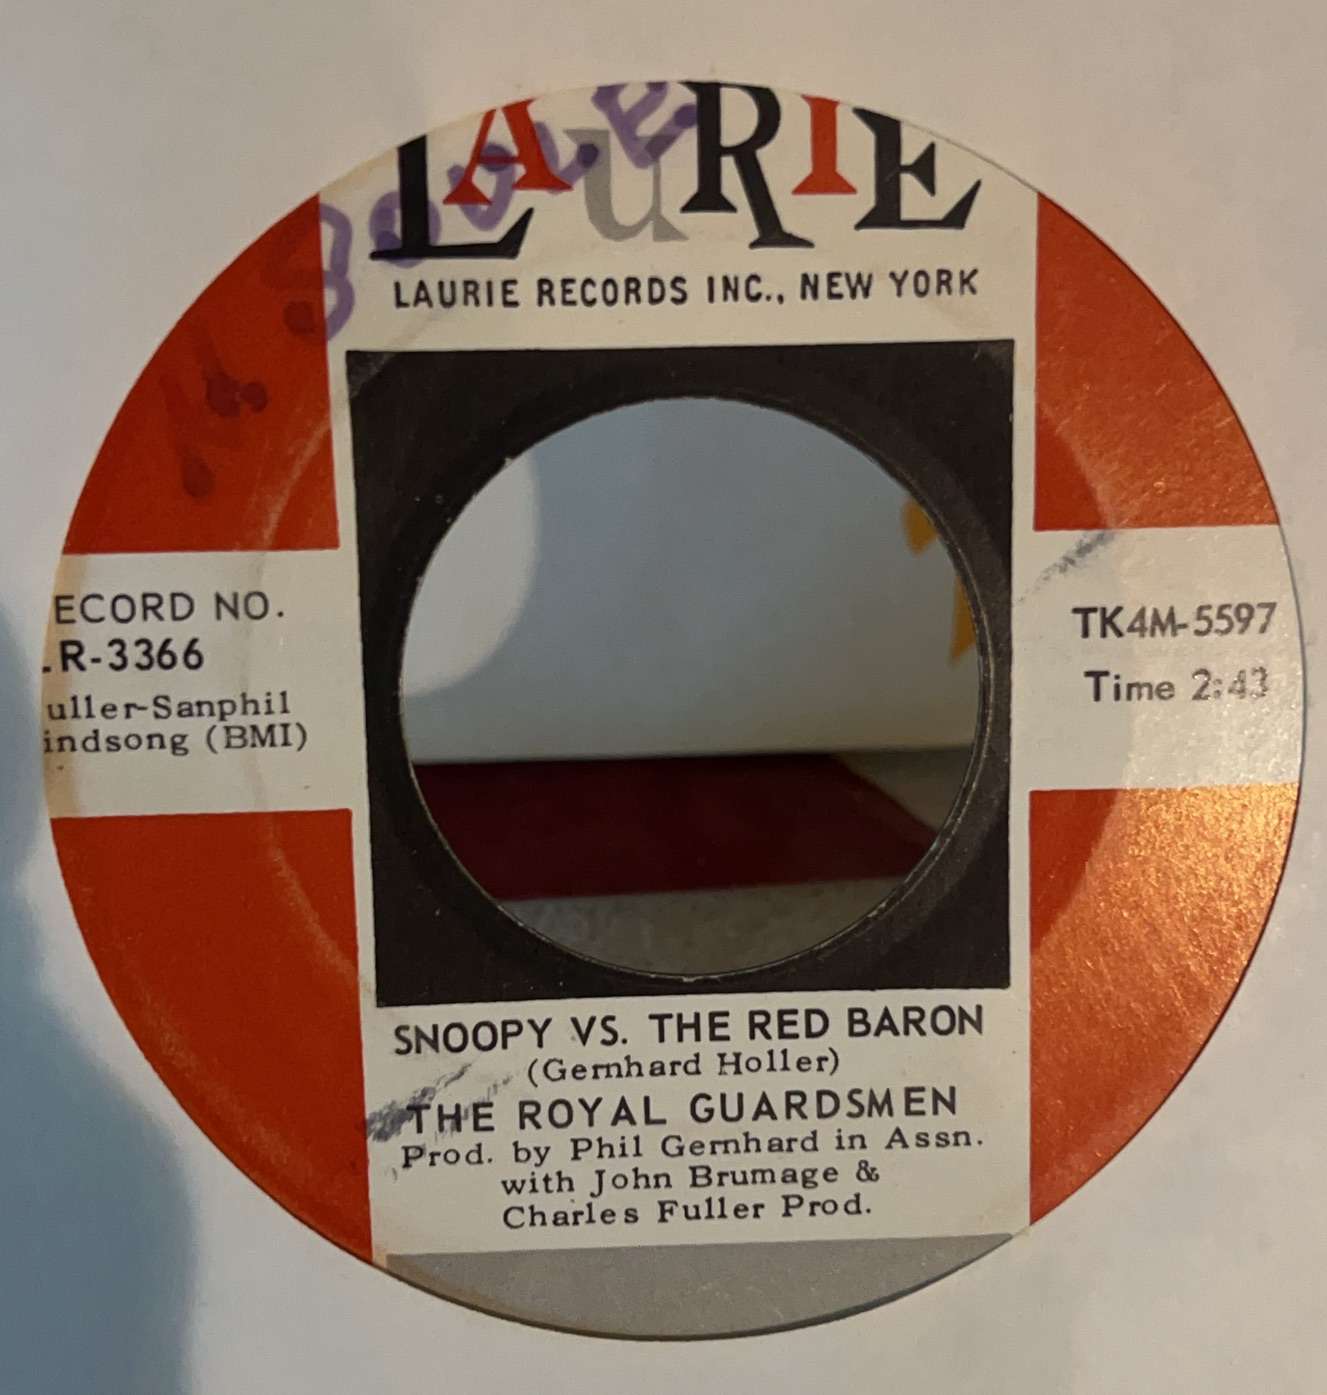 LAuRIE
LAURIE RECORDS INC., NEW YORK
ECORD NO.
.R-3366
uller-Sanphil
indsong (BMI)
TK4M-5597
Time 2:43
SNOOPY VS. THE RED BARON
(Gernhard Holler)
THE ROYAL GUARDSMEN
Prod. by Phil Gernhard in Assn.
with John Brumage &
Charles Fuller Prod.